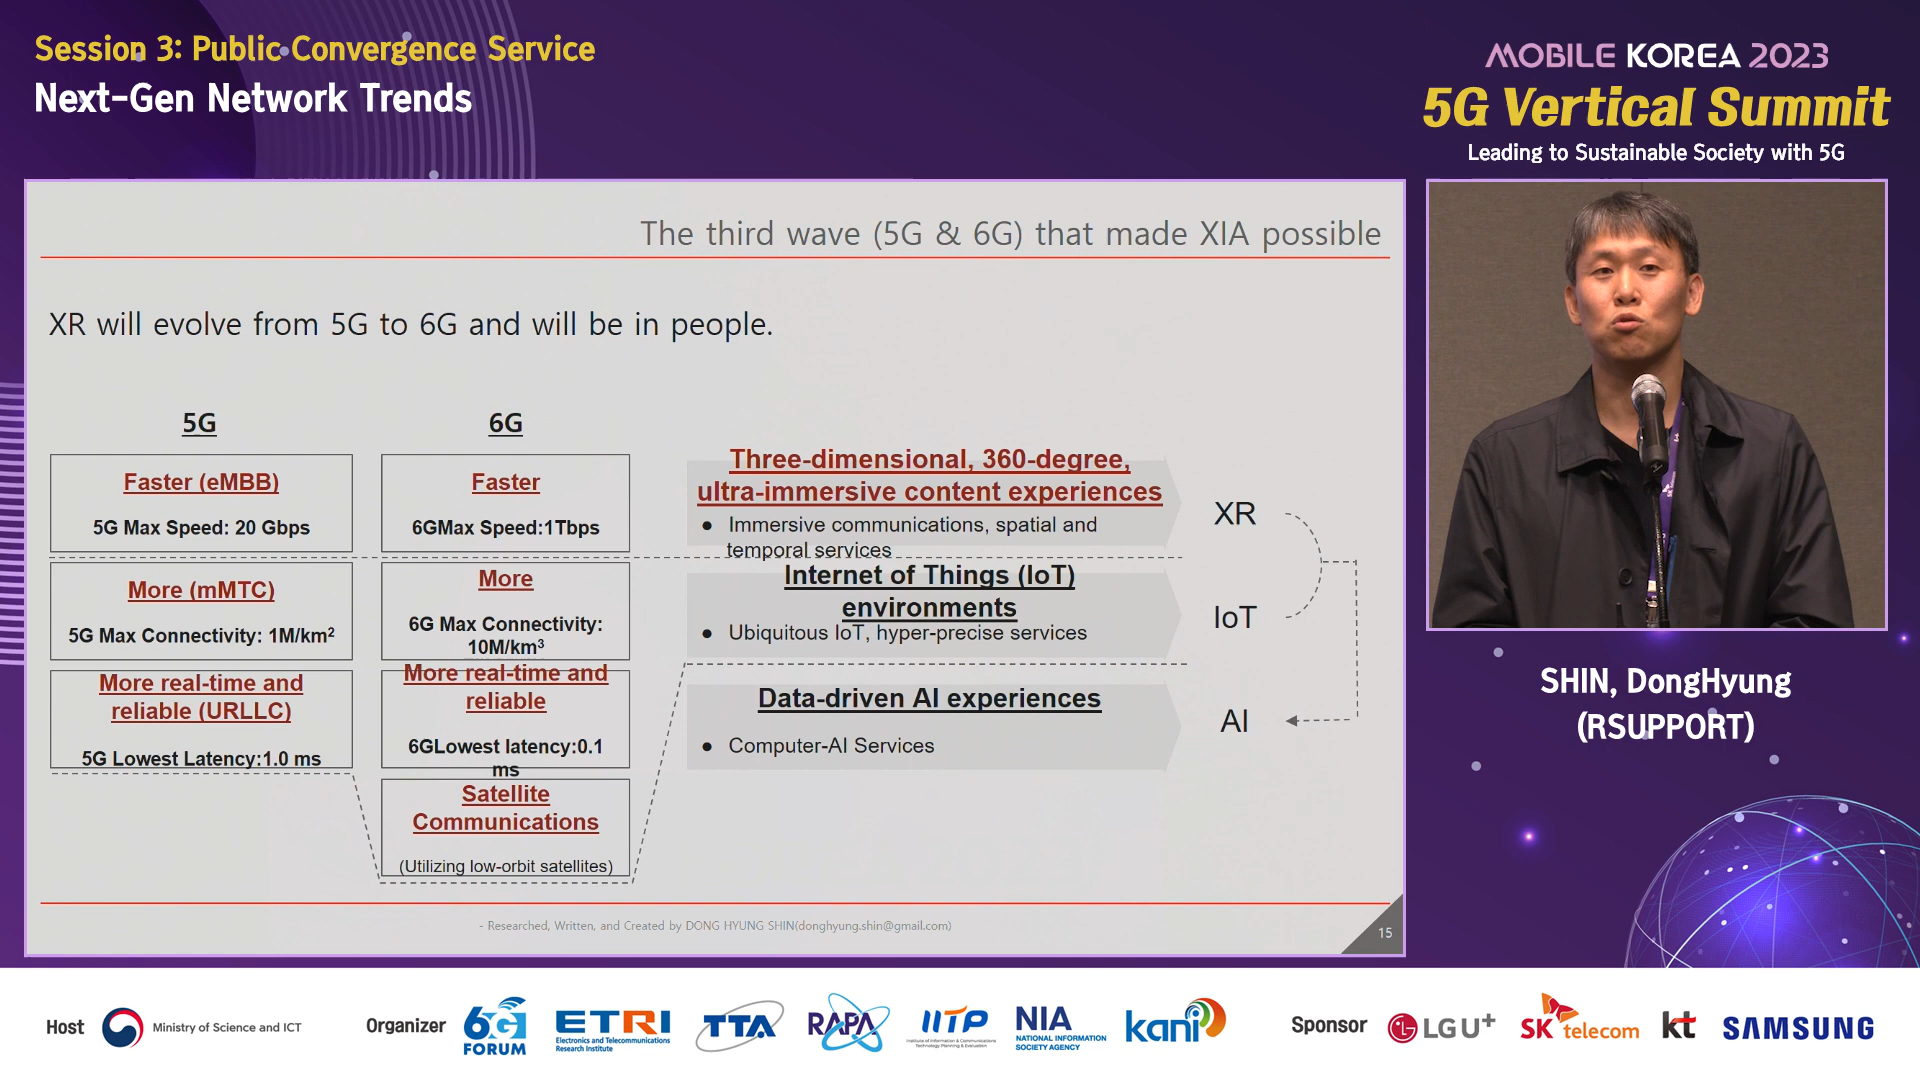 Session 3: Public Convergence Service
Next-Gen Network Trends
MOBILE KOREA 2023
5G Vertical Summit
Leading to Sustainable Society with 5G
The third wave (5G & 6G) that made XIA possible
XR will evolve from 5G to 6G and will be in people.
5G
Faster (eMBB)
5G Max Speed: 20 Gbps
More (mMTC)
5G Max Connectivity: 1M/km²
More real-time and
reliable (URLLC)
5G Lowest Latency:1.0 ms
6G
Faster
6GMax Speed:1Tbps
More
6G Max Connectivity:
10M/km³
More real-time and
reliable
6GLowest latency:0.1
ms
Satellite
Communications
(Utilizing low-orbit satellites)
Three-dimensional, 360-degree,
ultra-immersive content experiences
● Immersive communications, spatial and
temporal services
Internet of Things (IoT)
environments
● Ubiquitous IoT, hyper-precise services
Data-driven AI experiences
● Computer-AI Services
XR
IoT
AI
- Researched, Written, and Created by DONG HYUNG SHIN(donghyung.shin@gmail.com)
15
SHIN, DongHyung
(RSUPPORT)
Host
Ministry of Science and ICT
Organizer
6G
FORUM
ETRI
Electronics and Telecommunications
Research Institute
TTA
RAPA
IITP
Institute of Information & Communications
Technology Planning & Evaluation
NIA
NATIONAL INFORMATION
SOCIETY AGENCY
kani
Sponsor
LG U+
SK telecom
kt
SAMSUNG